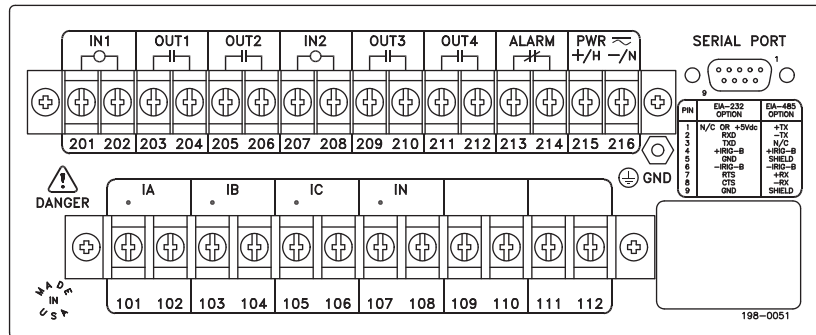 IN1 OUT1 OUT2 IN2 OUT3 OUT4 ALARM PWR
+/H −/N
201 202 203 204 205 206 207 208 209 210 211 212 213 214 215 216
SERIAL PORT
1
9
PIN EIA-232 OPTION EIA-485 OPTION
1 N/C OR +5Vdc +TX
2 RXD −TX
3 TXD N/C
4 +IRIG-B +IRIG-B
5 GND SHIELD
6 −IRIG-B −IRIG-B
7 RTS +RX
8 CTS −RX
9 GND SHIELD
GND
DANGER
IA IB IC IN
101 102 103 104 105 106 107 108 109 110 111 112
MADE
IN
USA
198-0051